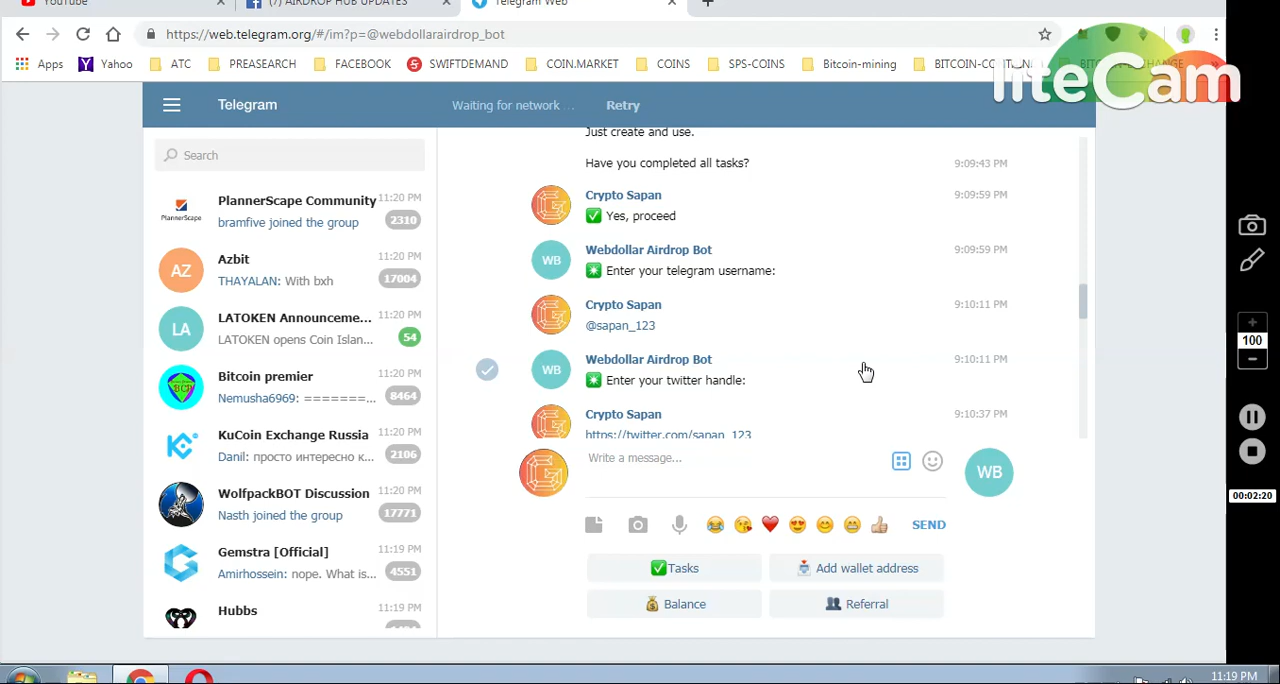 YouTube
(7) AIRDROP HUB UPDATES
Telegram Web
https://web.telegram.org/#/im?p=@webdollarairdrop_bot
Apps
Yahoo
ATC
PREASEARCH
FACEBOOK
SWIFTDEMAND
COIN.MARKET
COINS
SPS-COINS
Bitcoin-mining
liteCam
Telegram
Waiting for network ...
Retry
Search
PlannerScape
PlannerScape Community
11:20 PM
bramfive joined the group
2310
AZ
Azbit
11:20 PM
THAYALAN: With bxh
17004
LA
LATOKEN Announceme...
11:20 PM
LATOKEN opens Coin Islan...
54
Bitcoin premier
11:20 PM
Nemusha6969: =======...
8464
KuCoin Exchange Russia
11:20 PM
Danil: просто интересно к...
2106
WolfpackBOT Discussion
11:20 PM
Nasth joined the group
17771
Gemstra [Official]
11:19 PM
Amirhossein: nope. What is...
4551
Hubbs
11:19 PM
Just create and use.
Have you completed all tasks?
9:09:43 PM
Crypto Sapan
9:09:59 PM
Yes, proceed
WB
Webdollar Airdrop Bot
9:09:59 PM
Enter your telegram username:
Crypto Sapan
9:10:11 PM
@sapan_123
WB
Webdollar Airdrop Bot
9:10:11 PM
Enter your twitter handle:
Crypto Sapan
9:10:37 PM
https://twitter.com/sapan_123
Write a message...
WB
SEND
Tasks
Add wallet address
Balance
Referral
100
00:02:20
11:19 PM